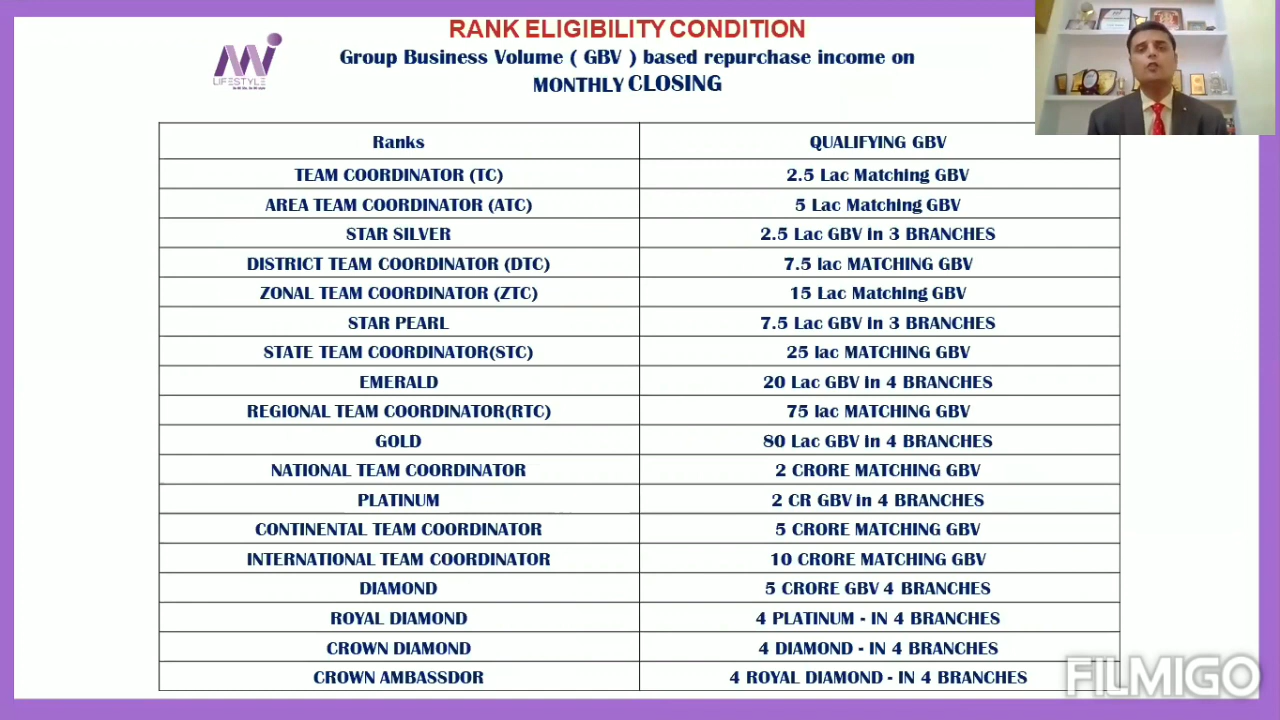 RANK ELIGIBILITY CONDITION
Group Business Volume ( GBV ) based repurchase income on
MONTHLY CLOSING
LIFESTYLE
Ranks QUALIFYING GBV
TEAM COORDINATOR (TC) 2.5 Lac Matching GBV
AREA TEAM COORDINATOR (ATC) 5 Lac Matching GBV
STAR SILVER 2.5 Lac GBV in 3 BRANCHES
DISTRICT TEAM COORDINATOR (DTC) 7.5 lac MATCHING GBV
ZONAL TEAM COORDINATOR (ZTC) 15 Lac Matching GBV
STAR PEARL 7.5 Lac GBV in 3 BRANCHES
STATE TEAM COORDINATOR(STC) 25 lac MATCHING GBV
EMERALD 20 Lac GBV in 4 BRANCHES
REGIONAL TEAM COORDINATOR(RTC) 75 lac MATCHING GBV
GOLD 80 Lac GBV in 4 BRANCHES
NATIONAL TEAM COORDINATOR 2 CRORE MATCHING GBV
PLATINUM 2 CR GBV in 4 BRANCHES
CONTINENTAL TEAM COORDINATOR 5 CRORE MATCHING GBV
INTERNATIONAL TEAM COORDINATOR 10 CRORE MATCHING GBV
DIAMOND 5 CRORE GBV 4 BRANCHES
ROYAL DIAMOND 4 PLATINUM - IN 4 BRANCHES
CROWN DIAMOND 4 DIAMOND - IN 4 BRANCHES
CROWN AMBASSDOR 4 ROYAL DIAMOND - IN 4 BRANCHES
FILMIGO